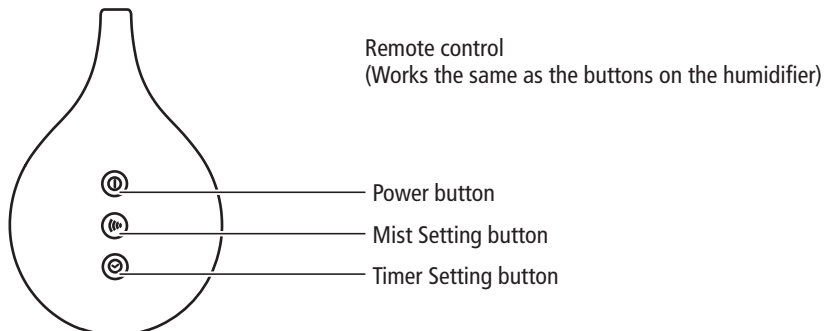 Remote control
(Works the same as the buttons on the humidifier)
Power button
Mist Setting button
Timer Setting button